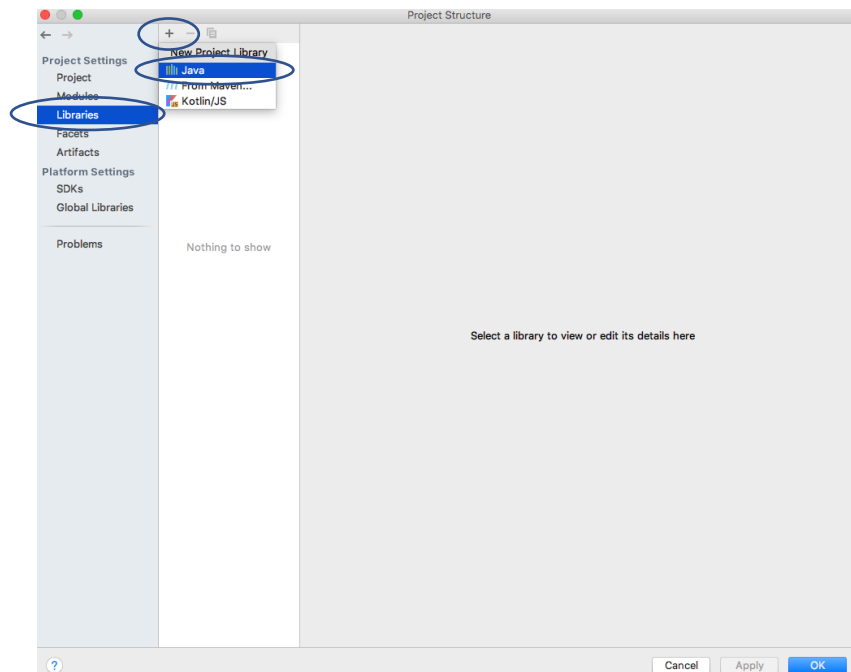 Project Structure
Project Settings
Project
Modules
Libraries
Facets
Artifacts
Platform Settings
SDKs
Global Libraries
Problems
New Project Library
Java
From Maven...
Kotlin/JS
Nothing to show
Select a library to view or edit its details here
?
Cancel
Apply
OK